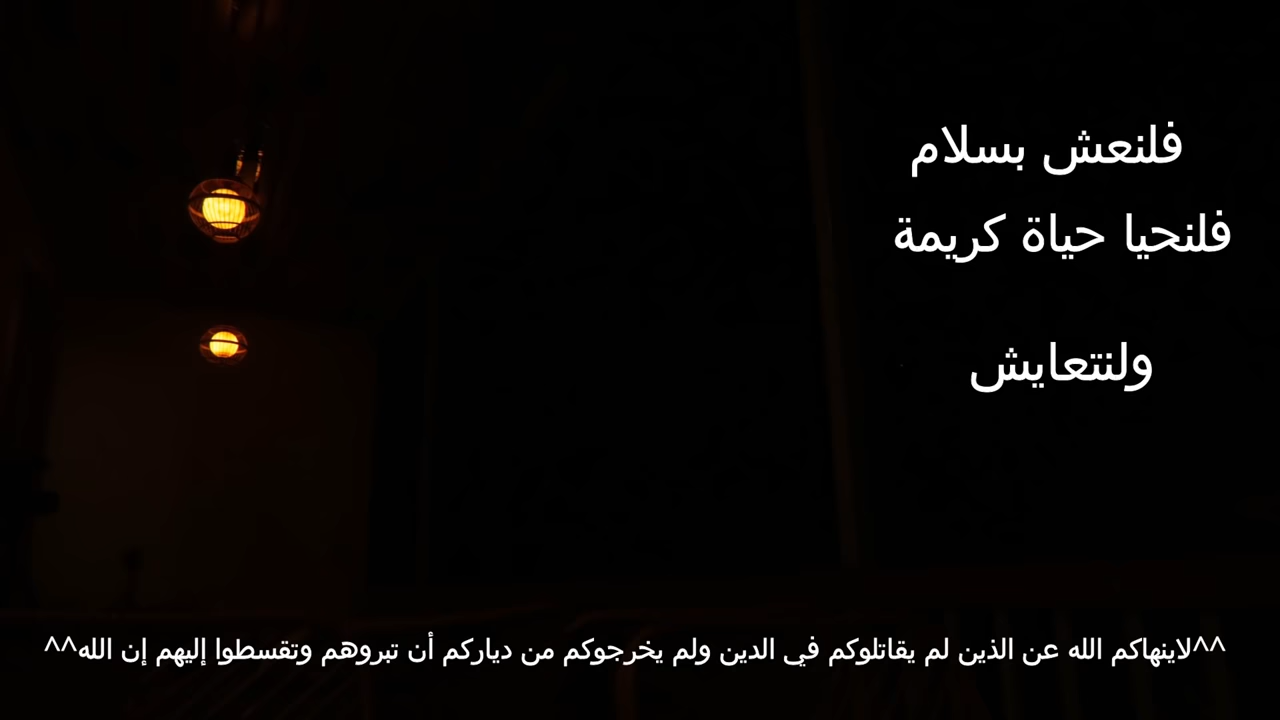 فلنعش بسلام
فلنحيا حياة كريمة
ولنتعايش
^^لاينهاكم الله عن الذين لم يقاتلوكم في الدين ولم يخرجوكم من دياركم أن تبروهم وتقسطوا إليهم إن الله^^